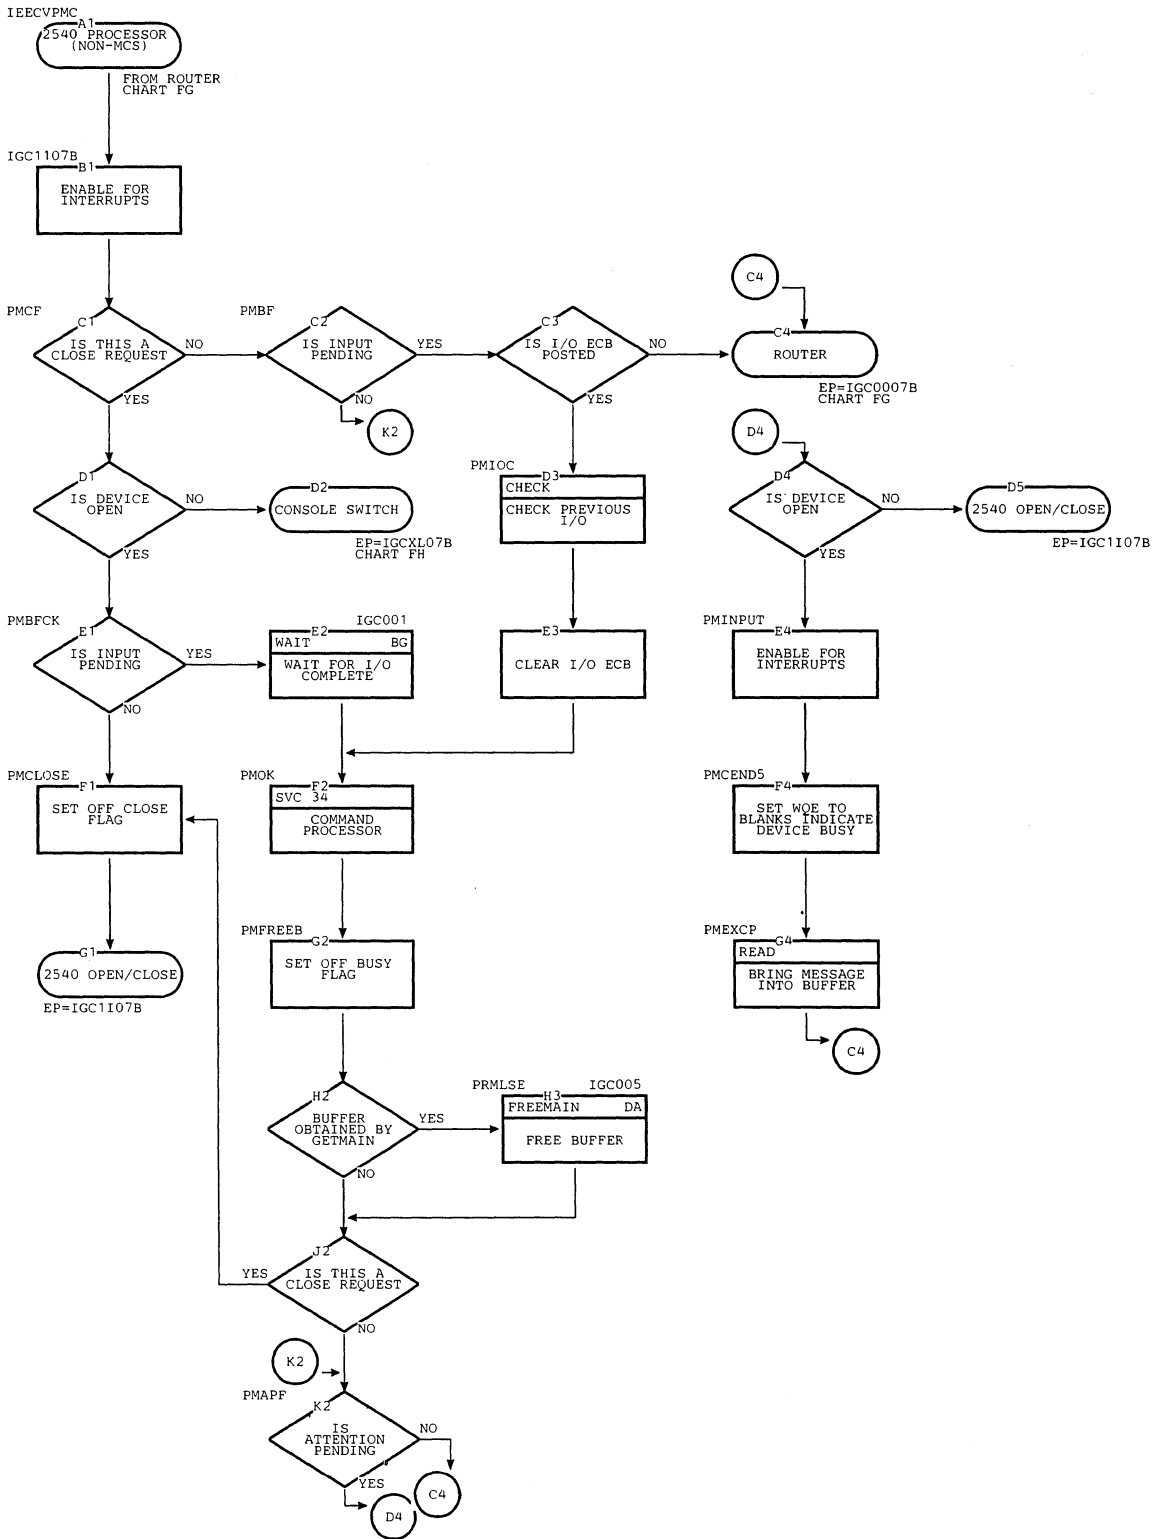 IEECVPMC
A1
2540 PROCESSOR
(NON-MCS)
FROM ROUTER
CHART FG
IGC1107B
B1
ENABLE FOR
INTERRUPTS
C4
PMCF
C1
IS THIS A
CLOSE REQUEST
NO
YES
PMBF
C2
IS INPUT
PENDING
YES
NO
K2
C3
IS I/O ECB
POSTED
NO
YES
C4
ROUTER
EP=IGC0007B
CHART FG
D4
D1
IS DEVICE
OPEN
NO
YES
D2
CONSOLE SWITCH
EP=IGCXL07B
CHART FH
PMIOC
D3
CHECK
CHECK PREVIOUS
I/O
D4
IS DEVICE
OPEN
NO
YES
D5
2540 OPEN/CLOSE
EP=IGC1I07B
PMBFCK
E1
IS INPUT
PENDING
YES
NO
IGC001
E2
WAIT BG
WAIT FOR I/O
COMPLETE
E3
CLEAR I/O ECB
PMINPUT
E4
ENABLE FOR
INTERRUPTS
PMCLOSE
F1
SET OFF CLOSE
FLAG
PMOK
F2
SVC 34
COMMAND
PROCESSOR
PMCEND5
F4
SET WQE TO
BLANKS INDICATE
DEVICE BUSY
G1
2540 OPEN/CLOSE
EP=IGC1I07B
PMFREEB
G2
SET OFF BUSY
FLAG
PMEXCP
G4
READ
BRING MESSAGE
INTO BUFFER
C4
H2
BUFFER
OBTAINED BY
GETMAIN
YES
NO
PRMLSE IGC005
H3
FREEMAIN DA
FREE BUFFER
J2
IS THIS A
CLOSE REQUEST
YES
NO
K2
PMAPF
K2
IS
ATTENTION
PENDING
NO
YES
C4
D4